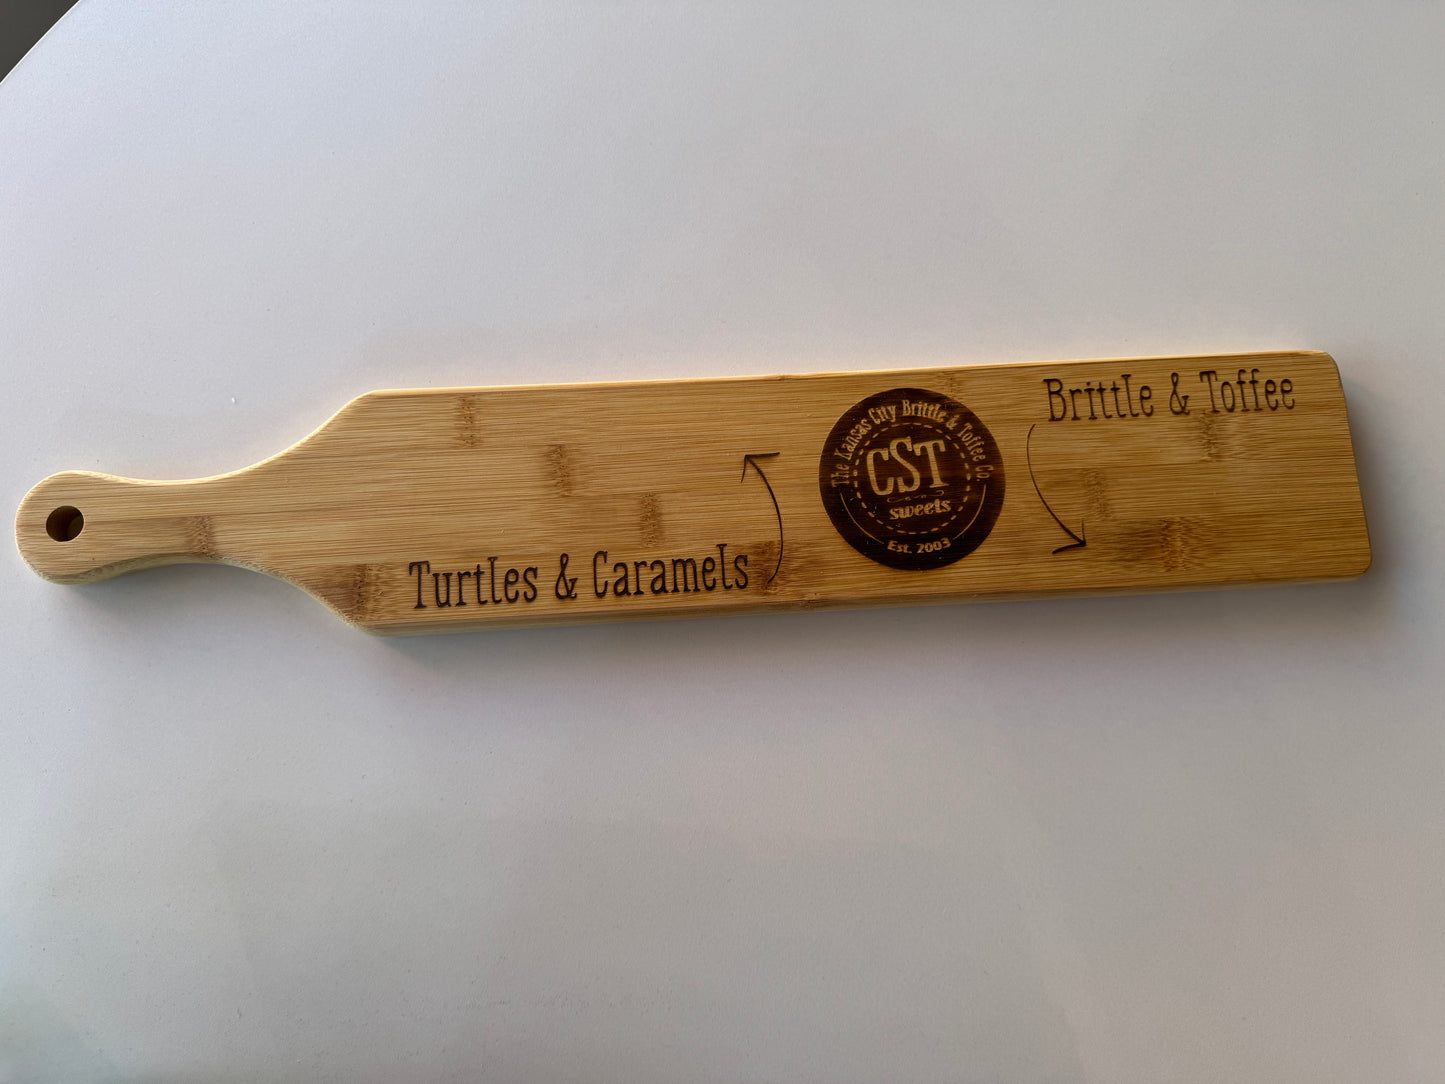 Turtles & Caramels
The Kansas City Brittle & Toffee Co.
CST
sweets
Est. 2003
Brittle & Toffee